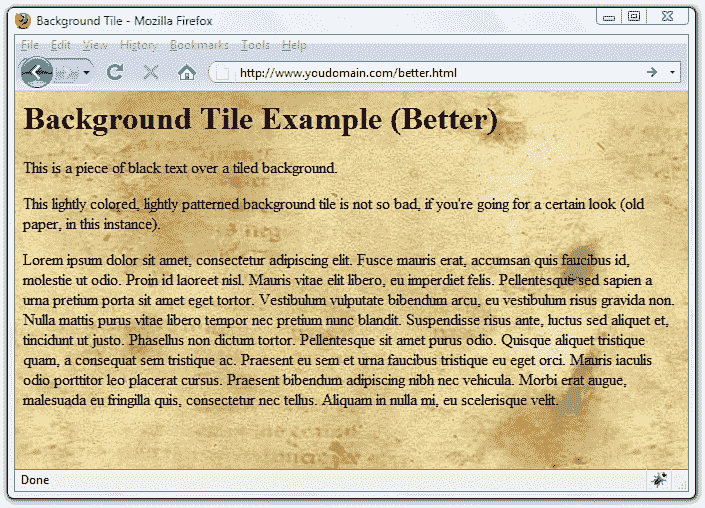 Background Tile - Mozilla Firefox
File Edit View History Bookmarks Tools Help
http://www.youdomain.com/better.html
Background Tile Example (Better)
This is a piece of black text over a tiled background.
This lightly colored, lightly patterned background tile is not so bad, if you're going for a certain look (old
paper, in this instance).
Lorem ipsum dolor sit amet, consectetur adipiscing elit. Fusce mauris erat, accumsan quis faucibus id,
molestie ut odio. Proin id laoreet nisl. Mauris vitae elit libero, eu imperdiet felis. Pellentesque sed sapien a
urna pretium porta sit amet eget tortor. Vestibulum vulputate bibendum arcu, eu vestibulum risus gravida non.
Nulla mattis purus vitae libero tempor nec pretium nunc blandit. Suspendisse risus ante, luctus sed aliquet et,
tincidunt ut justo. Phasellus non dictum tortor. Pellentesque sit amet purus odio. Quisque aliquet tristique
quam, a consequat sem tristique ac. Praesent eu sem et urna faucibus tristique eu eget orci. Mauris iaculis
odio porttitor leo placerat cursus. Praesent bibendum adipiscing nibh nec vehicula. Morbi erat augue,
malesuada eu fringilla quis, consectetur nec tellus. Aliquam in nulla mi, eu scelerisque velit.
Done